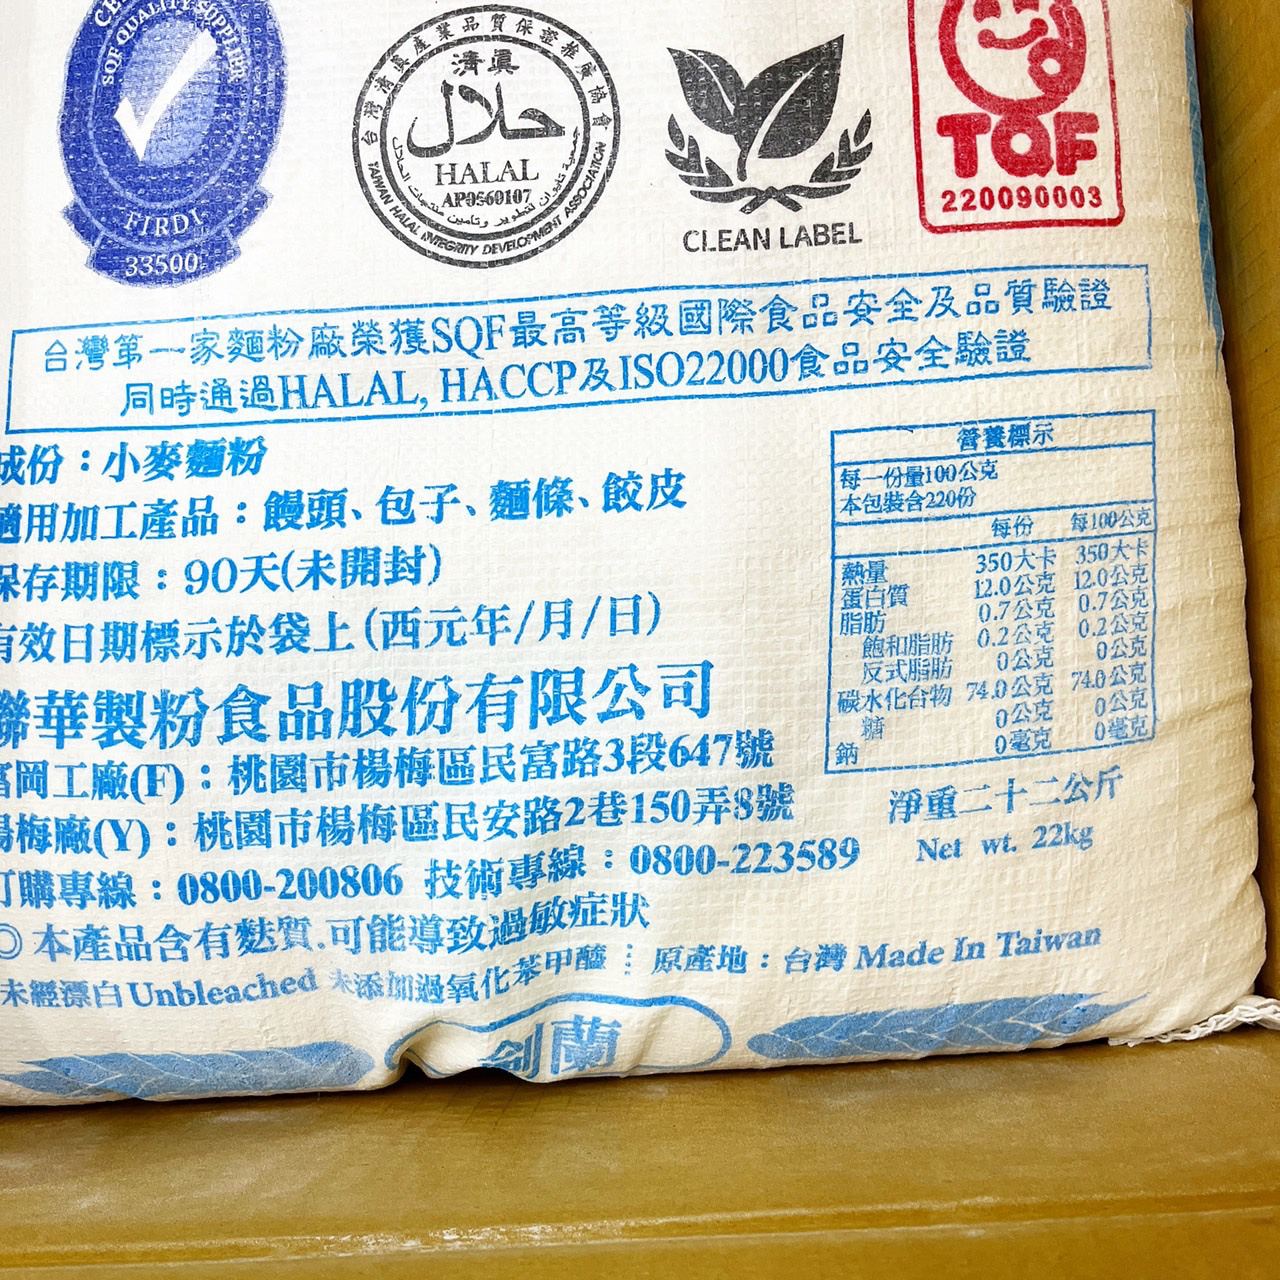 SQF QUALITY SUPPLIER
FIRDI
33500
台灣清真產業品質保證推廣協會
清真
حلال
HALAL
AP0560107
TAIWAN HALAL INTEGRITY DEVELOPMENT ASSOCIATION
CLEAN LABEL
TQF
220090003
台灣第一家麵粉廠榮獲SQF最高等級國際食品安全及品質驗證
同時通過HALAL, HACCP及ISO22000食品安全驗證
成份：小麥麵粉
適用加工產品：饅頭、包子、麵條、餃皮
保存期限：90天(未開封)
有效日期標示於袋上(西元年/月/日)
聯華製粉食品股份有限公司
富岡工廠(F)：桃園市楊梅區民富路3段647號
楊梅廠(Y)：桃園市楊梅區民安路2巷150弄8號
訂購專線：0800-200806 技術專線：0800-223589
◎本產品含有麩質.可能導致過敏症狀
未經漂白Unbleached 未添加過氧化苯甲醯
原產地：台灣 Made In Taiwan
營養標示
每一份量100公克
本包裝含220份
每份 每100公克
熱量 350大卡 350大卡
蛋白質 12.0公克 12.0公克
脂肪 0.7公克 0.7公克
飽和脂肪 0.2公克 0.2公克
反式脂肪 0公克 0公克
碳水化合物 74.0公克 74.0公克
糖 0公克 0公克
鈉 0毫克 0毫克
淨重二十二公斤
Net wt. 22kg
劍蘭